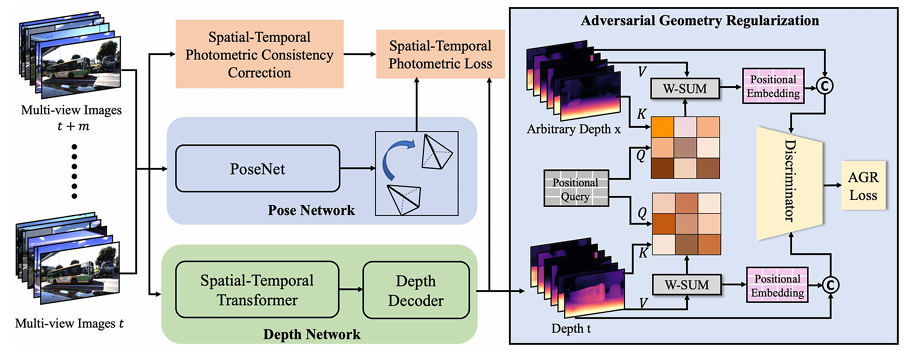 Multi-view Images
t + m
Multi-view Images t
Spatial-Temporal
Photometric Consistency
Correction
Spatial-Temporal
Photometric Loss
PoseNet
Pose Network
Spatial-Temporal
Transformer
Depth
Decoder
Depth Network
Adversarial Geometry Regularization
Arbitrary Depth x
V
K
Q
W-SUM
Positional
Embedding
C
Positional
Query
Q
K
V
W-SUM
Positional
Embedding
C
Depth t
Discriminator
AGR
Loss